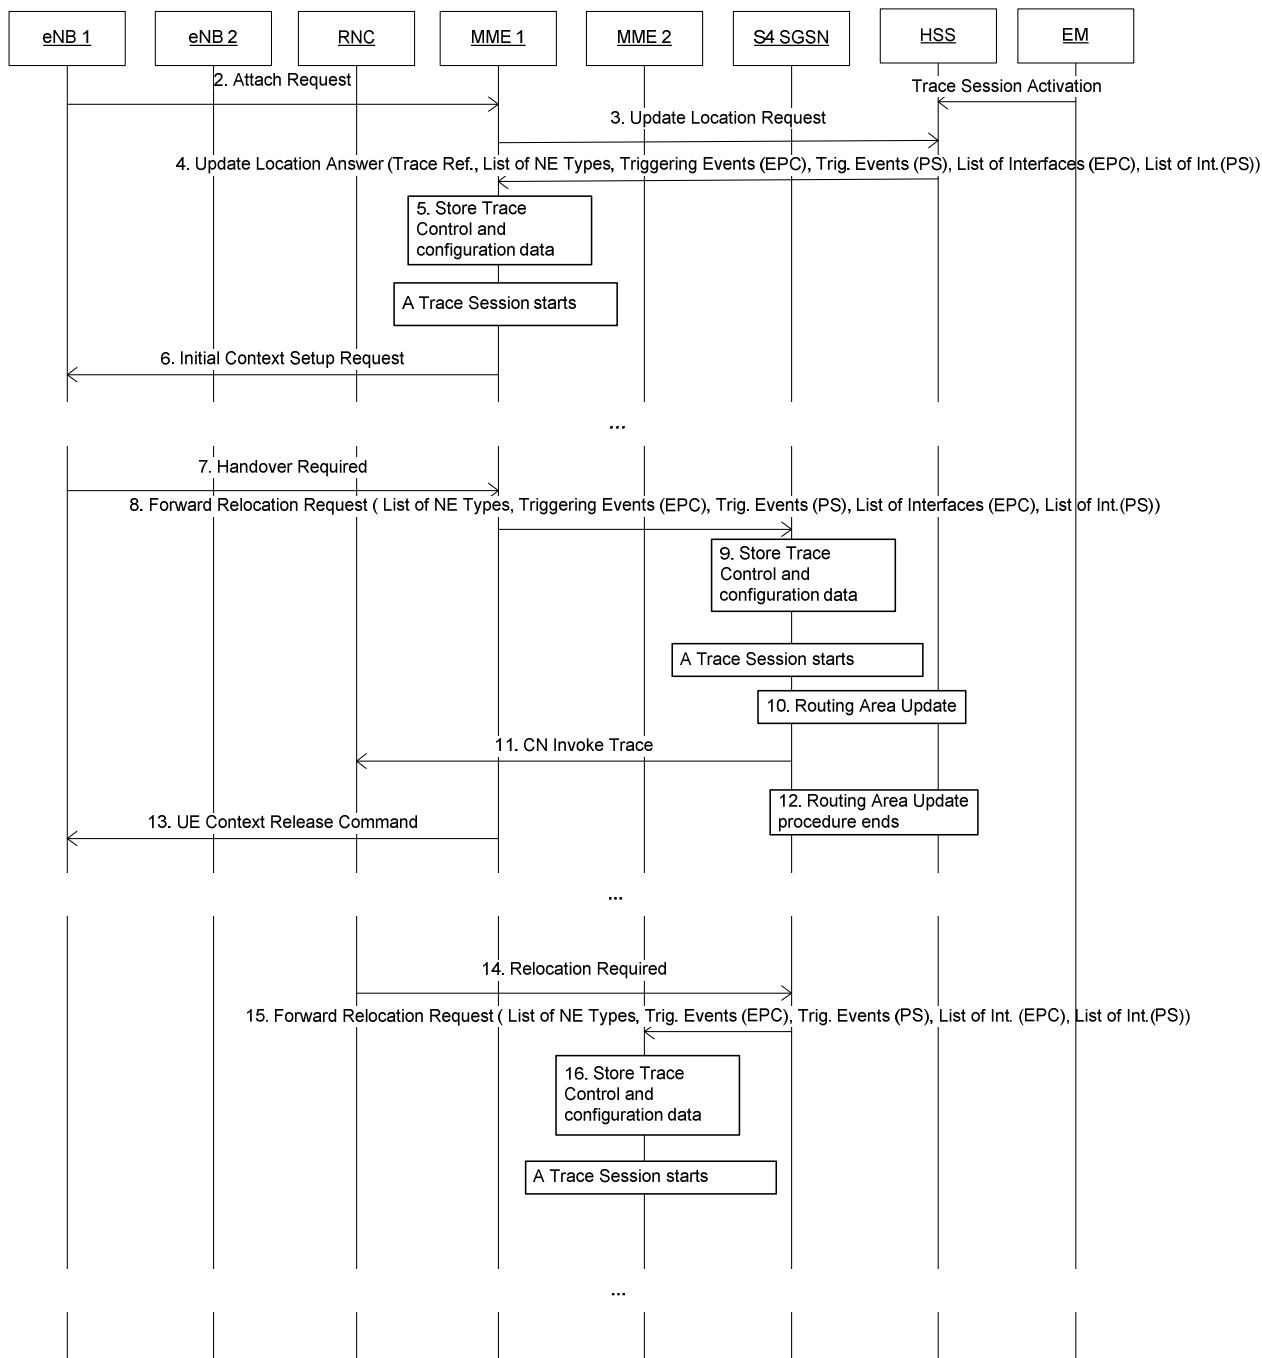 eNB 1
eNB 2
RNC
MME 1
MME 2
S4 SGSN
HSS
EM
2. Attach Request
Trace Session Activation
3. Update Location Request
4. Update Location Answer (Trace Ref., List of NE Types, Triggering Events (EPC), Trig. Events (PS), List of Interfaces (EPC), List of Int.(PS))
5. Store Trace
Control and
configuration data
A Trace Session starts
6. Initial Context Setup Request
...
7. Handover Required
8. Forward Relocation Request ( List of NE Types, Triggering Events (EPC), Trig. Events (PS), List of Interfaces (EPC), List of Int.(PS))
9. Store Trace
Control and
configuration data
A Trace Session starts
10. Routing Area Update
11. CN Invoke Trace
12. Routing Area Update
procedure ends
13. UE Context Release Command
...
14. Relocation Required
15. Forward Relocation Request ( List of NE Types, Trig. Events (EPC), Trig. Events (PS), List of Int. (EPC), List of Int.(PS))
16. Store Trace
Control and
configuration data
A Trace Session starts
...